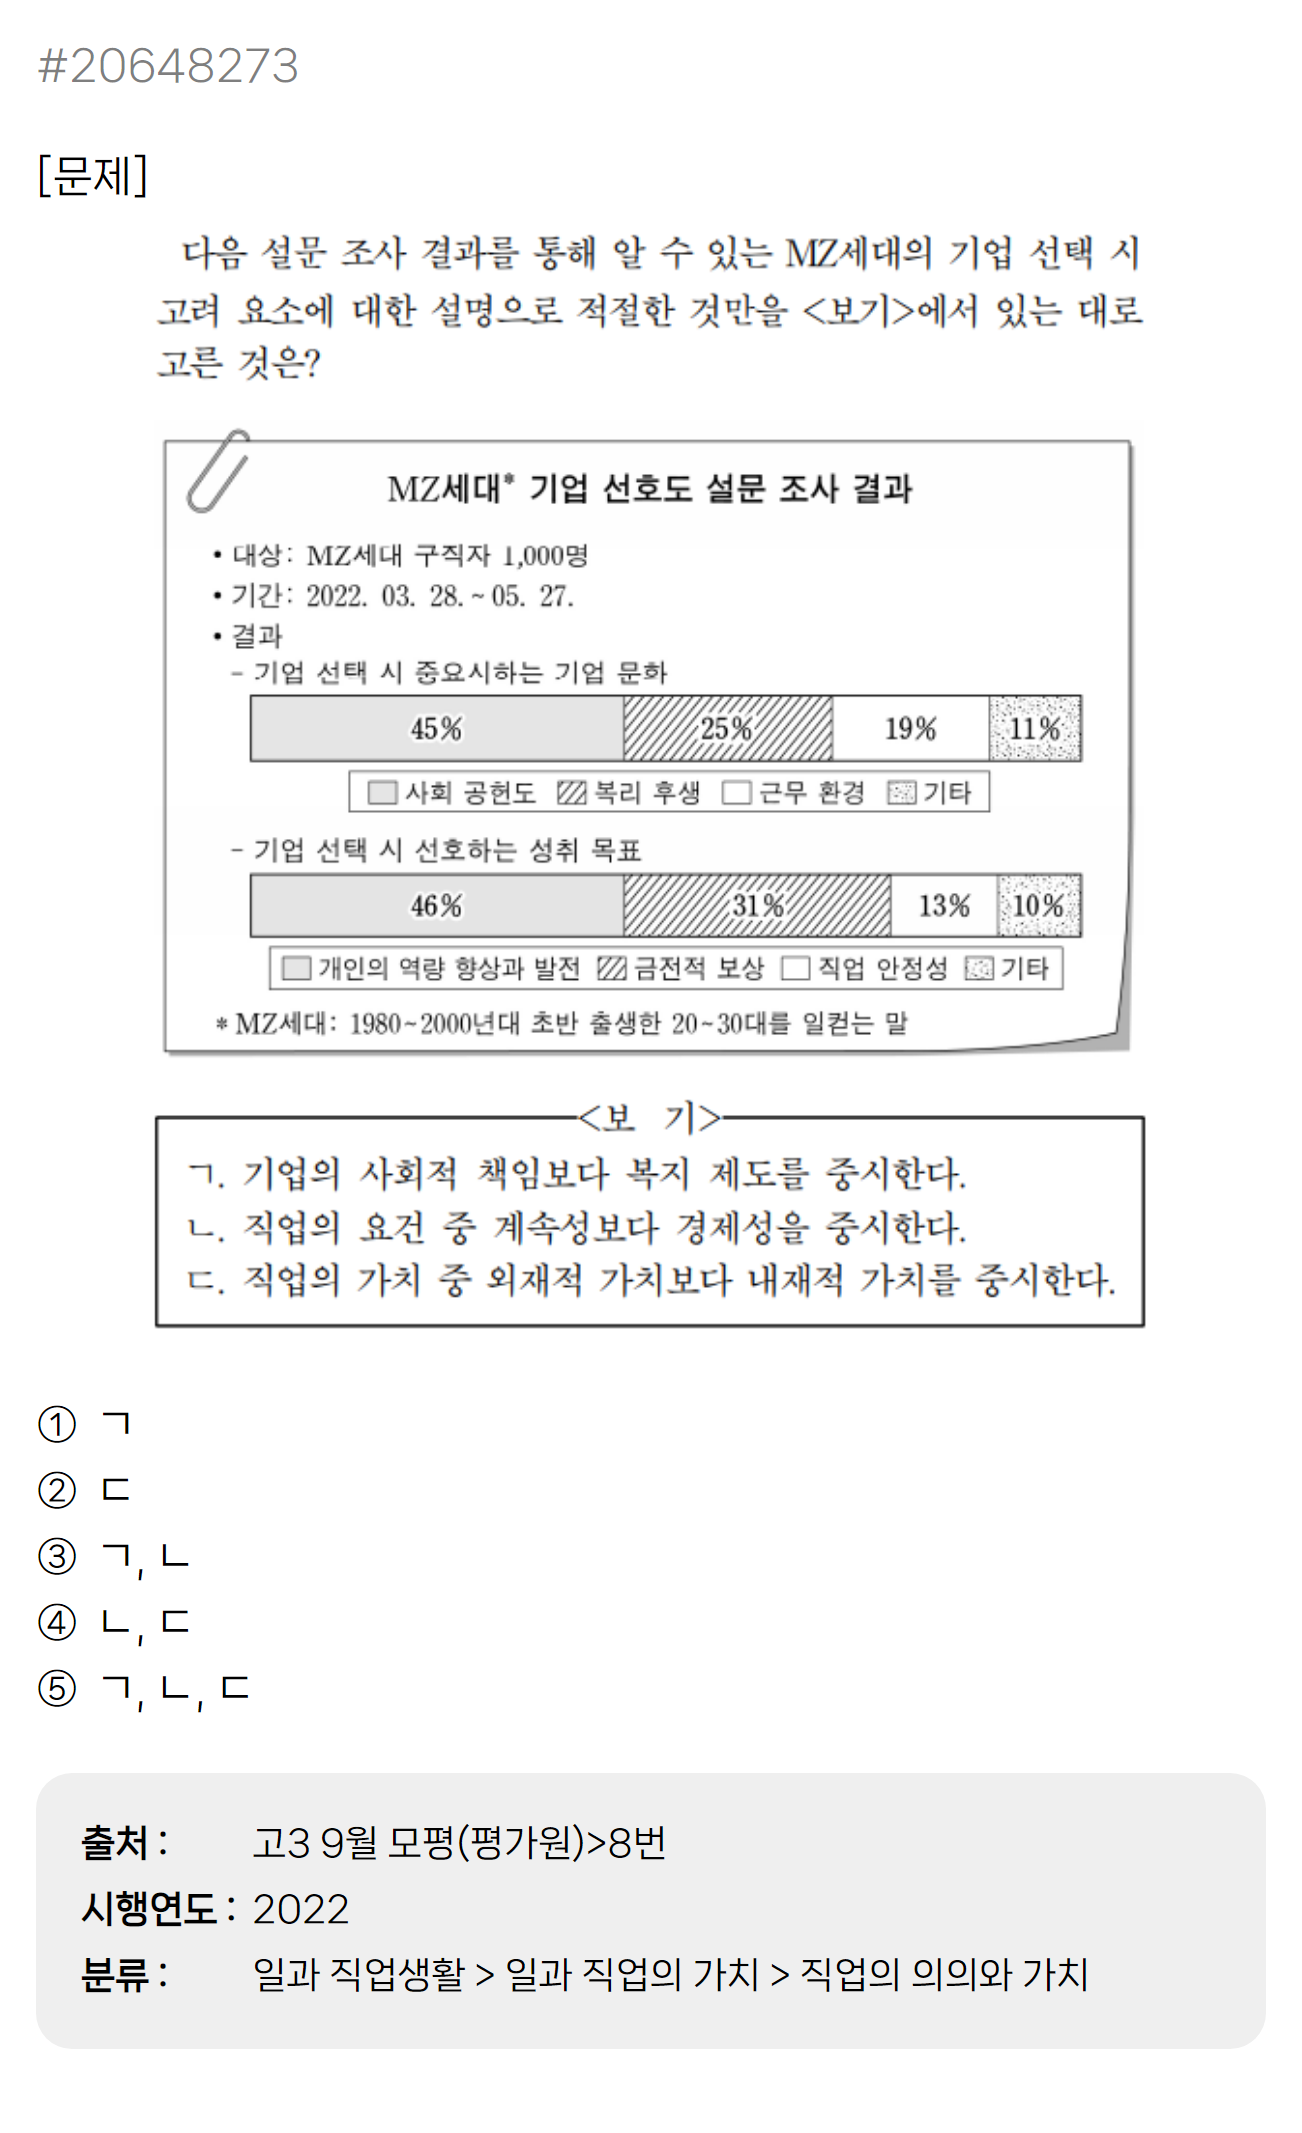 #20648273
[문제]
다음 설문 조사 결과를 통해 알 수 있는 MZ세대의 기업 선택 시
고려 요소에 대한 설명으로 적절한 것만을 <보기>에서 있는 대로
고른 것은?
MZ세대* 기업 선호도 설문 조사 결과
• 대상: MZ세대 구직자 1,000명
• 기간: 2022. 03. 28.~05. 27.
• 결과
- 기업 선택 시 중요시하는 기업 문화
45% 25% 19% 11%
사회 공헌도 복리 후생 근무 환경 기타
- 기업 선택 시 선호하는 성취 목표
46% 31% 13% 10%
개인의 역량 향상과 발전 금전적 보상 직업 안정성 기타
* MZ세대: 1980~2000년대 초반 출생한 20~30대를 일컫는 말
<보 기>
ㄱ. 기업의 사회적 책임보다 복지 제도를 중시한다.
ㄴ. 직업의 요건 중 계속성보다 경제성을 중시한다.
ㄷ. 직업의 가치 중 외재적 가치보다 내재적 가치를 중시한다.
① ㄱ
② ㄷ
③ ㄱ, ㄴ
④ ㄴ, ㄷ
⑤ ㄱ, ㄴ, ㄷ
출처 : 고3 9월 모평(평가원)>8번
시행연도 : 2022
분류 : 일과 직업생활 > 일과 직업의 가치 > 직업의 의의와 가치